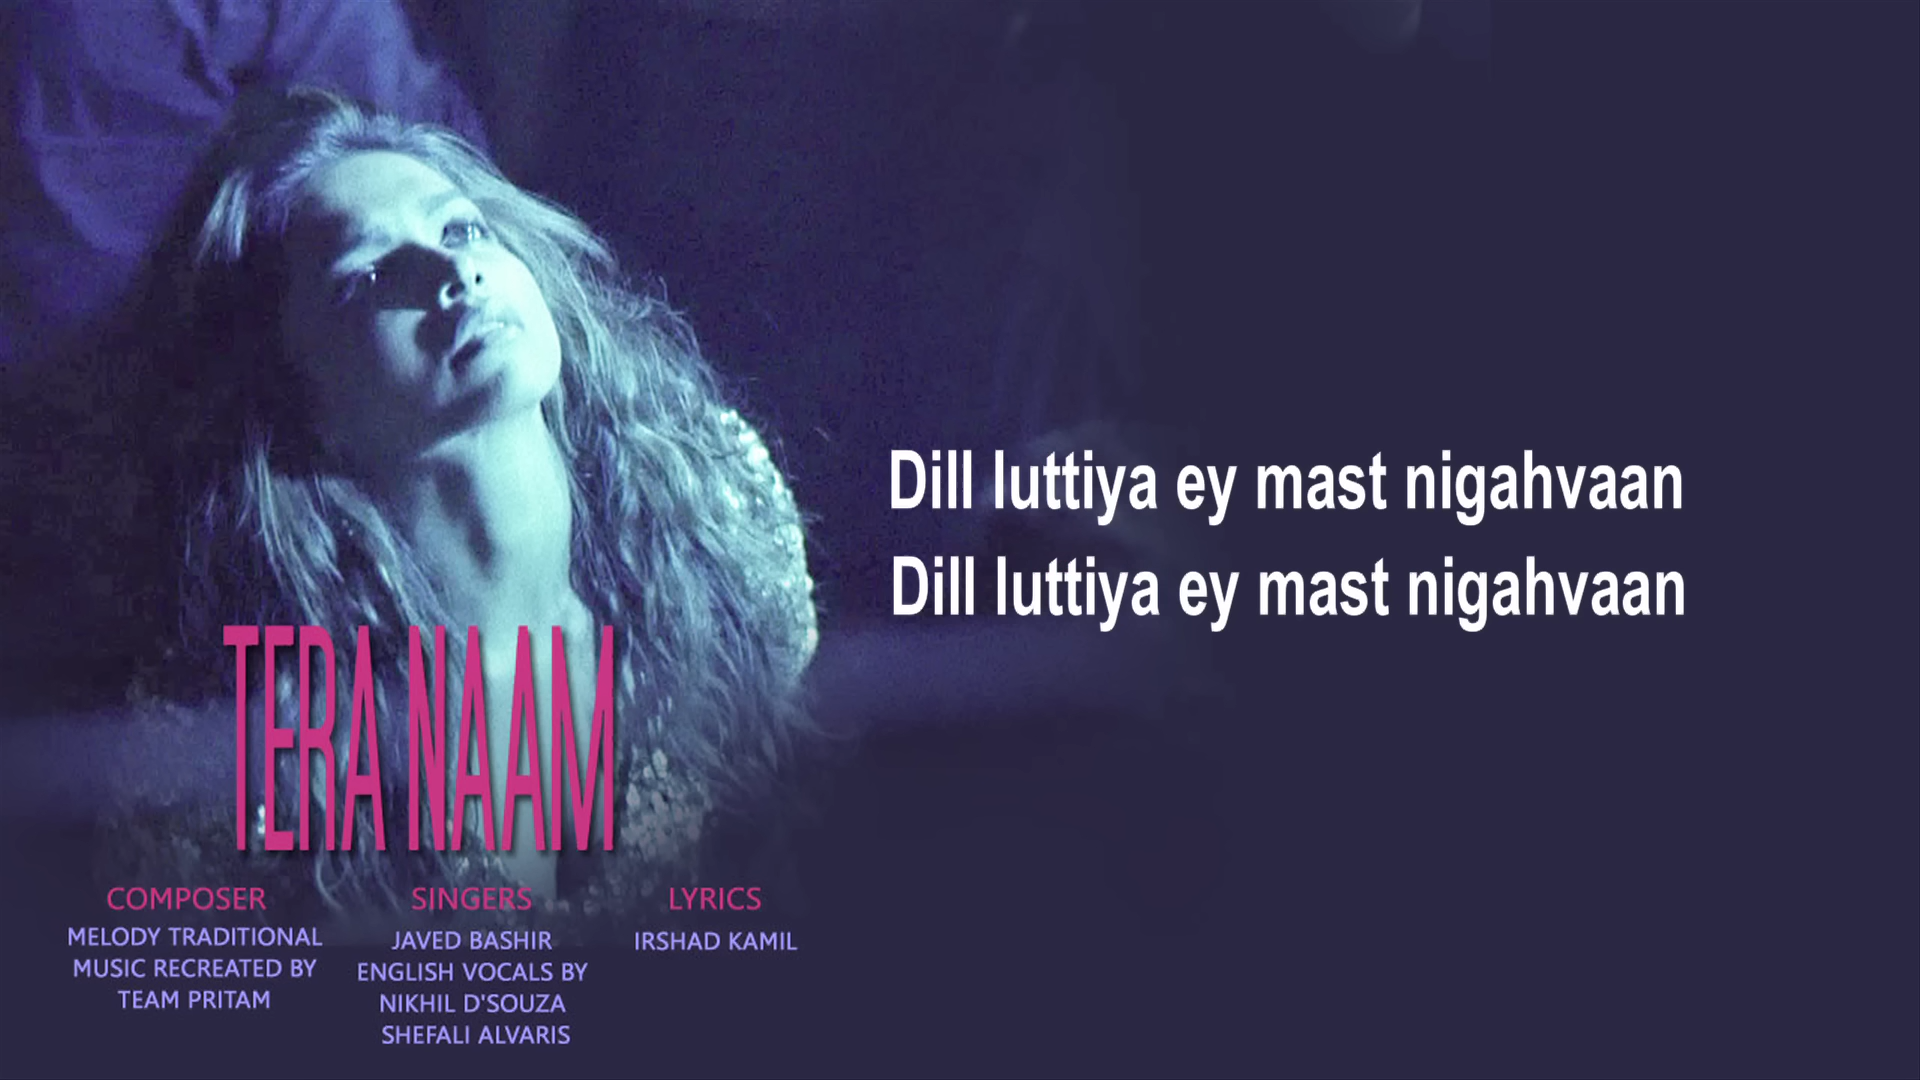 Dill luttiya ey mast nigahvaan
Dill luttiya ey mast nigahvaan
TERA NAAM
COMPOSER
MELODY TRADITIONAL
MUSIC RECREATED BY
TEAM PRITAM
SINGERS
JAVED BASHIR
ENGLISH VOCALS BY
NIKHIL D'SOUZA
SHEFALI ALVARIS
LYRICS
IRSHAD KAMIL